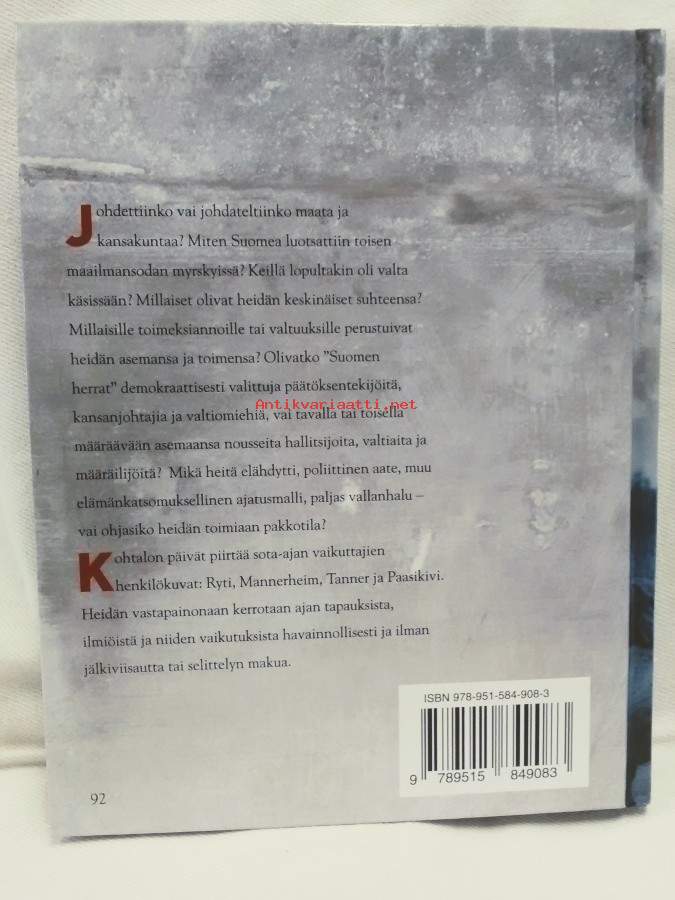 Johdettiinko vai johdateltiinko maata ja
kansakuntaa? Miten Suomea luotsattiin toisen
maailmansodan myrskyissä? Keillä lopultakin oli valta
käsissään? Millaiset olivat heidän keskinäiset suhteensa?
Millaisille toimeksiannoille tai valtuuksille perustuivat
heidän asemansa ja toimensa? Olivatko ”Suomen
herrat” demokraattisesti valittuja päätöksentekijöitä,
Antikvariaatti.net
kansanjohtajia ja valtiomiehiä, vai tavalla tai toisella
määräävään asemaansa nousseita hallitsijoita, valtiaita ja
määräilijöitä? Mikä heitä elähdytti, poliittinen aate, muu
elämänkatsomuksellinen ajatusmalli, paljas vallanhalu –
vai ohjasiko heidän toimiaan pakkotila?
Kohtalon päivät piirtää sota-ajan vaikuttajien
henkilökuvat: Ryti, Mannerheim, Tanner ja Paasikivi.
Heidän vastapainonaan kerrotaan ajan tapauksista,
ilmiöistä ja niiden vaikutuksista havainnollisesti ja ilman
jälkiviisautta tai selittelyn makua.
ISBN 978-951-584-908-3
9 789515 849083
92